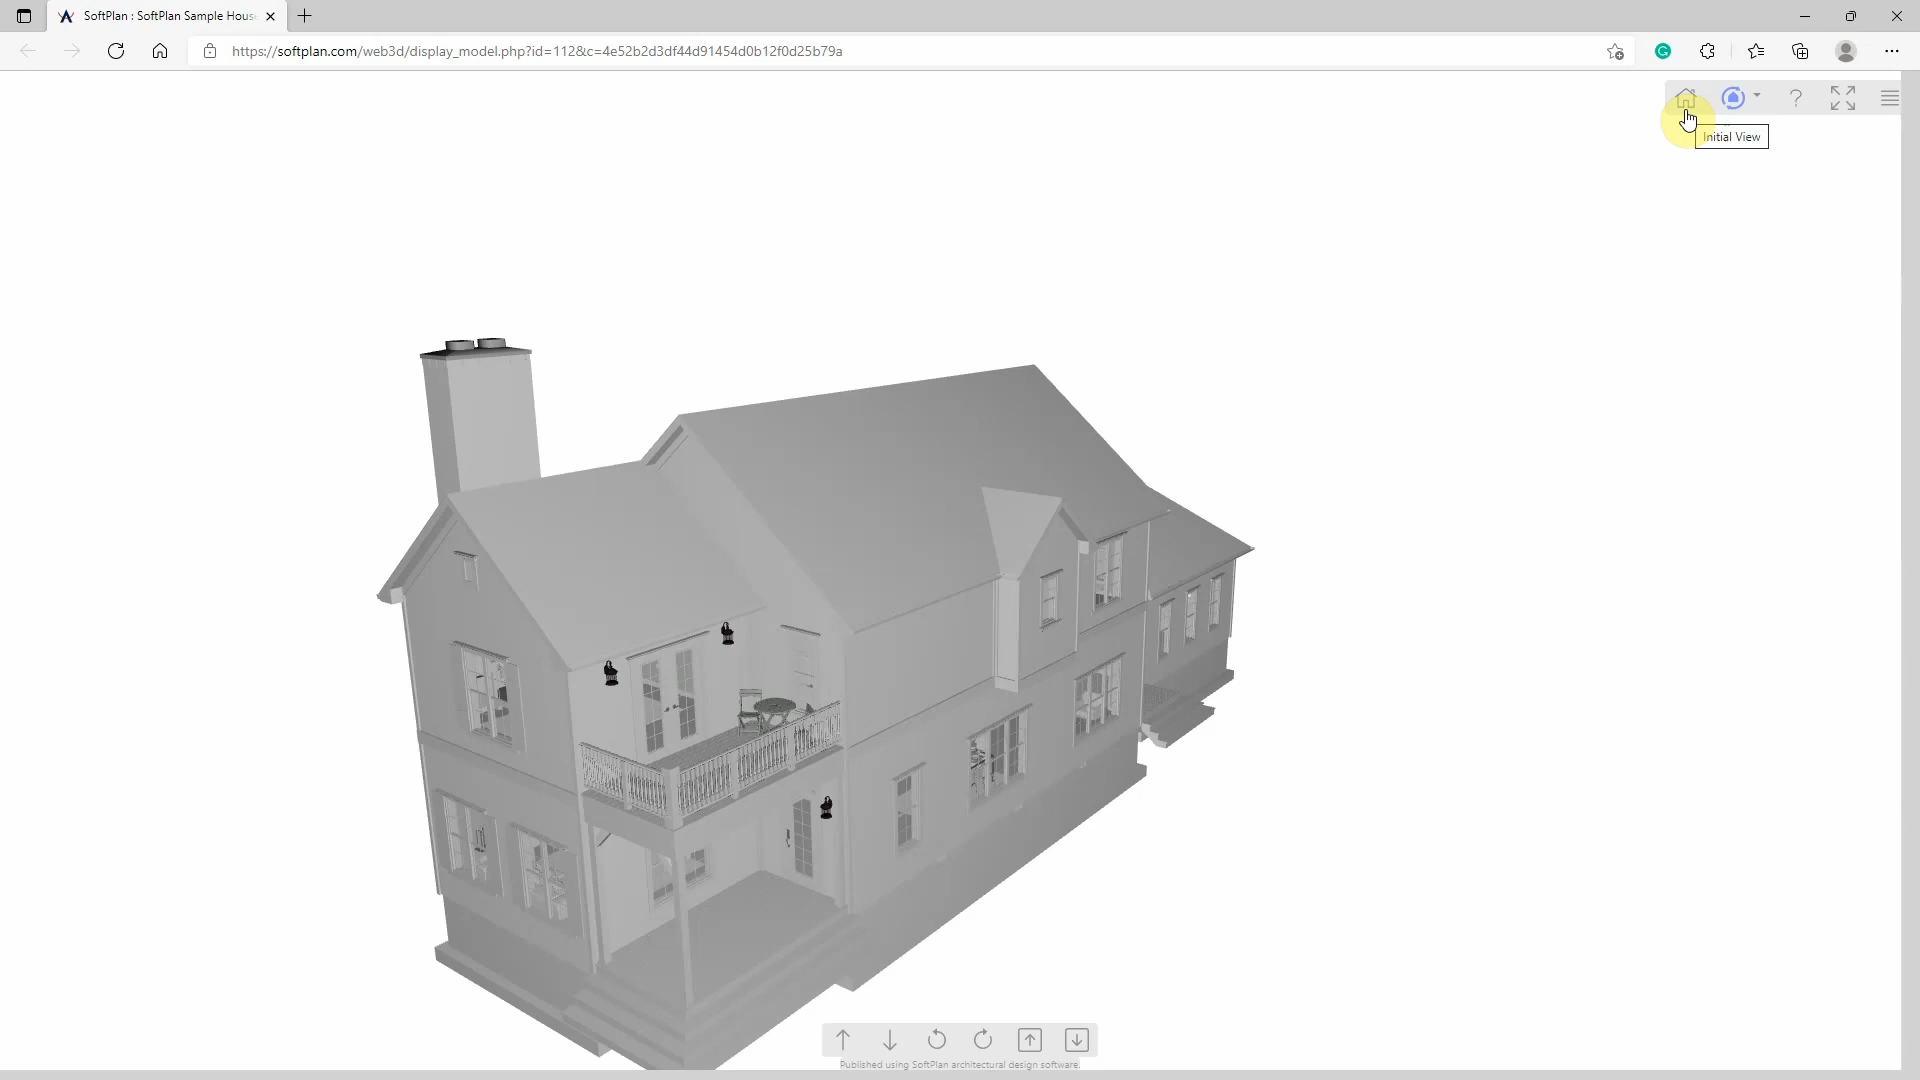 SoftPlan : SoftPlan Sample Hous
https://softplan.com/web3d/display_model.php?id=112&c=4e52b2d3df44d91454d0b12f0d25b79a
Initial View
Published using SoftPlan architectural design software.